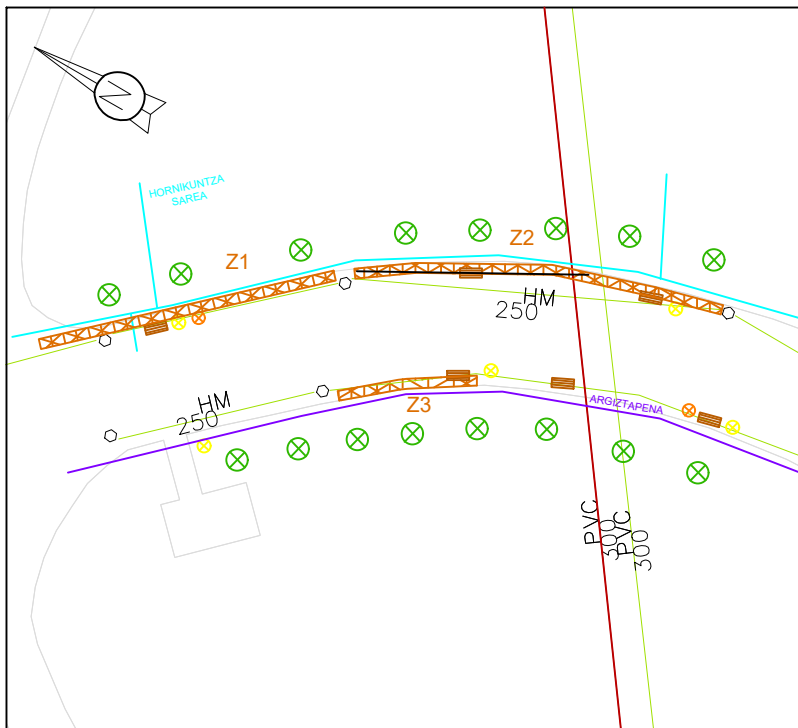 N
HORNIKUNTZA
SAREA
Z1
Z2
HM
250
Z3
HM
250
ARGIZTAPENA
PVC
300
PVC
300